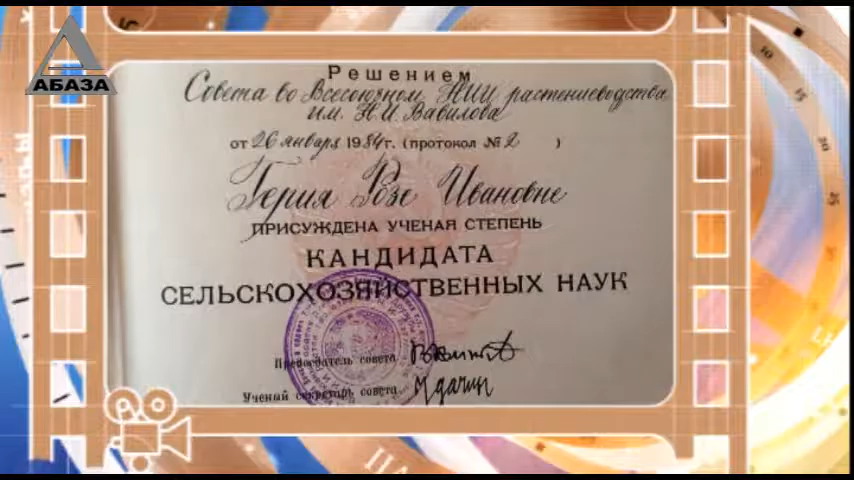 АБАЗА
Решением
Совета во Всесоюзном НИИ растениеводства
им. Н.И. Вавилова
от 26 января 1984 г. (протокол № 2 )
Герия Розе Ивановне
ПРИСУЖДЕНА УЧЕНАЯ СТЕПЕНЬ
КАНДИДАТА
СЕЛЬСКОХОЗЯЙСТВЕННЫХ НАУК
Председатель совета
Ученый секретарь совета